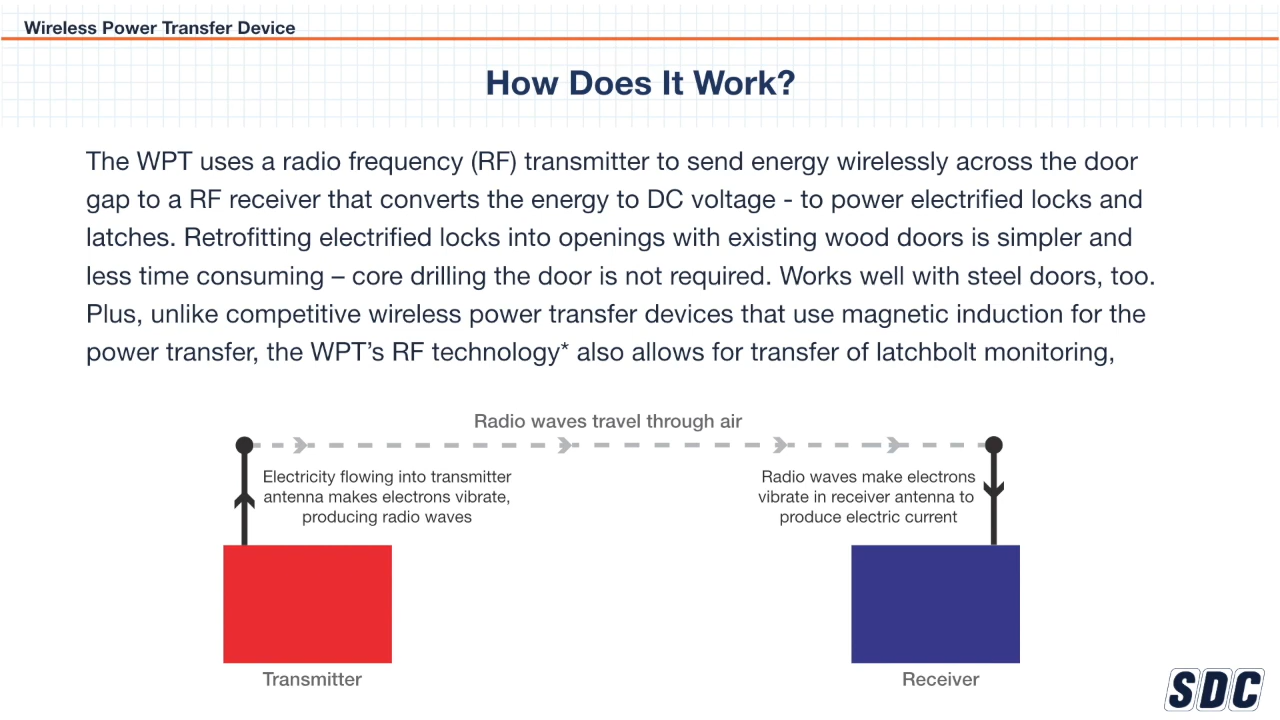 Wireless Power Transfer Device
How Does It Work?
The WPT uses a radio frequency (RF) transmitter to send energy wirelessly across the door
gap to a RF receiver that converts the energy to DC voltage - to power electrified locks and
latches. Retrofitting electrified locks into openings with existing wood doors is simpler and
less time consuming – core drilling the door is not required. Works well with steel doors, too.
Plus, unlike competitive wireless power transfer devices that use magnetic induction for the
power transfer, the WPT’s RF technology* also allows for transfer of latchbolt monitoring,
Radio waves travel through air
Electricity flowing into transmitter
antenna makes electrons vibrate,
producing radio waves
Radio waves make electrons
vibrate in receiver antenna to
produce electric current
Transmitter
Receiver
SDC